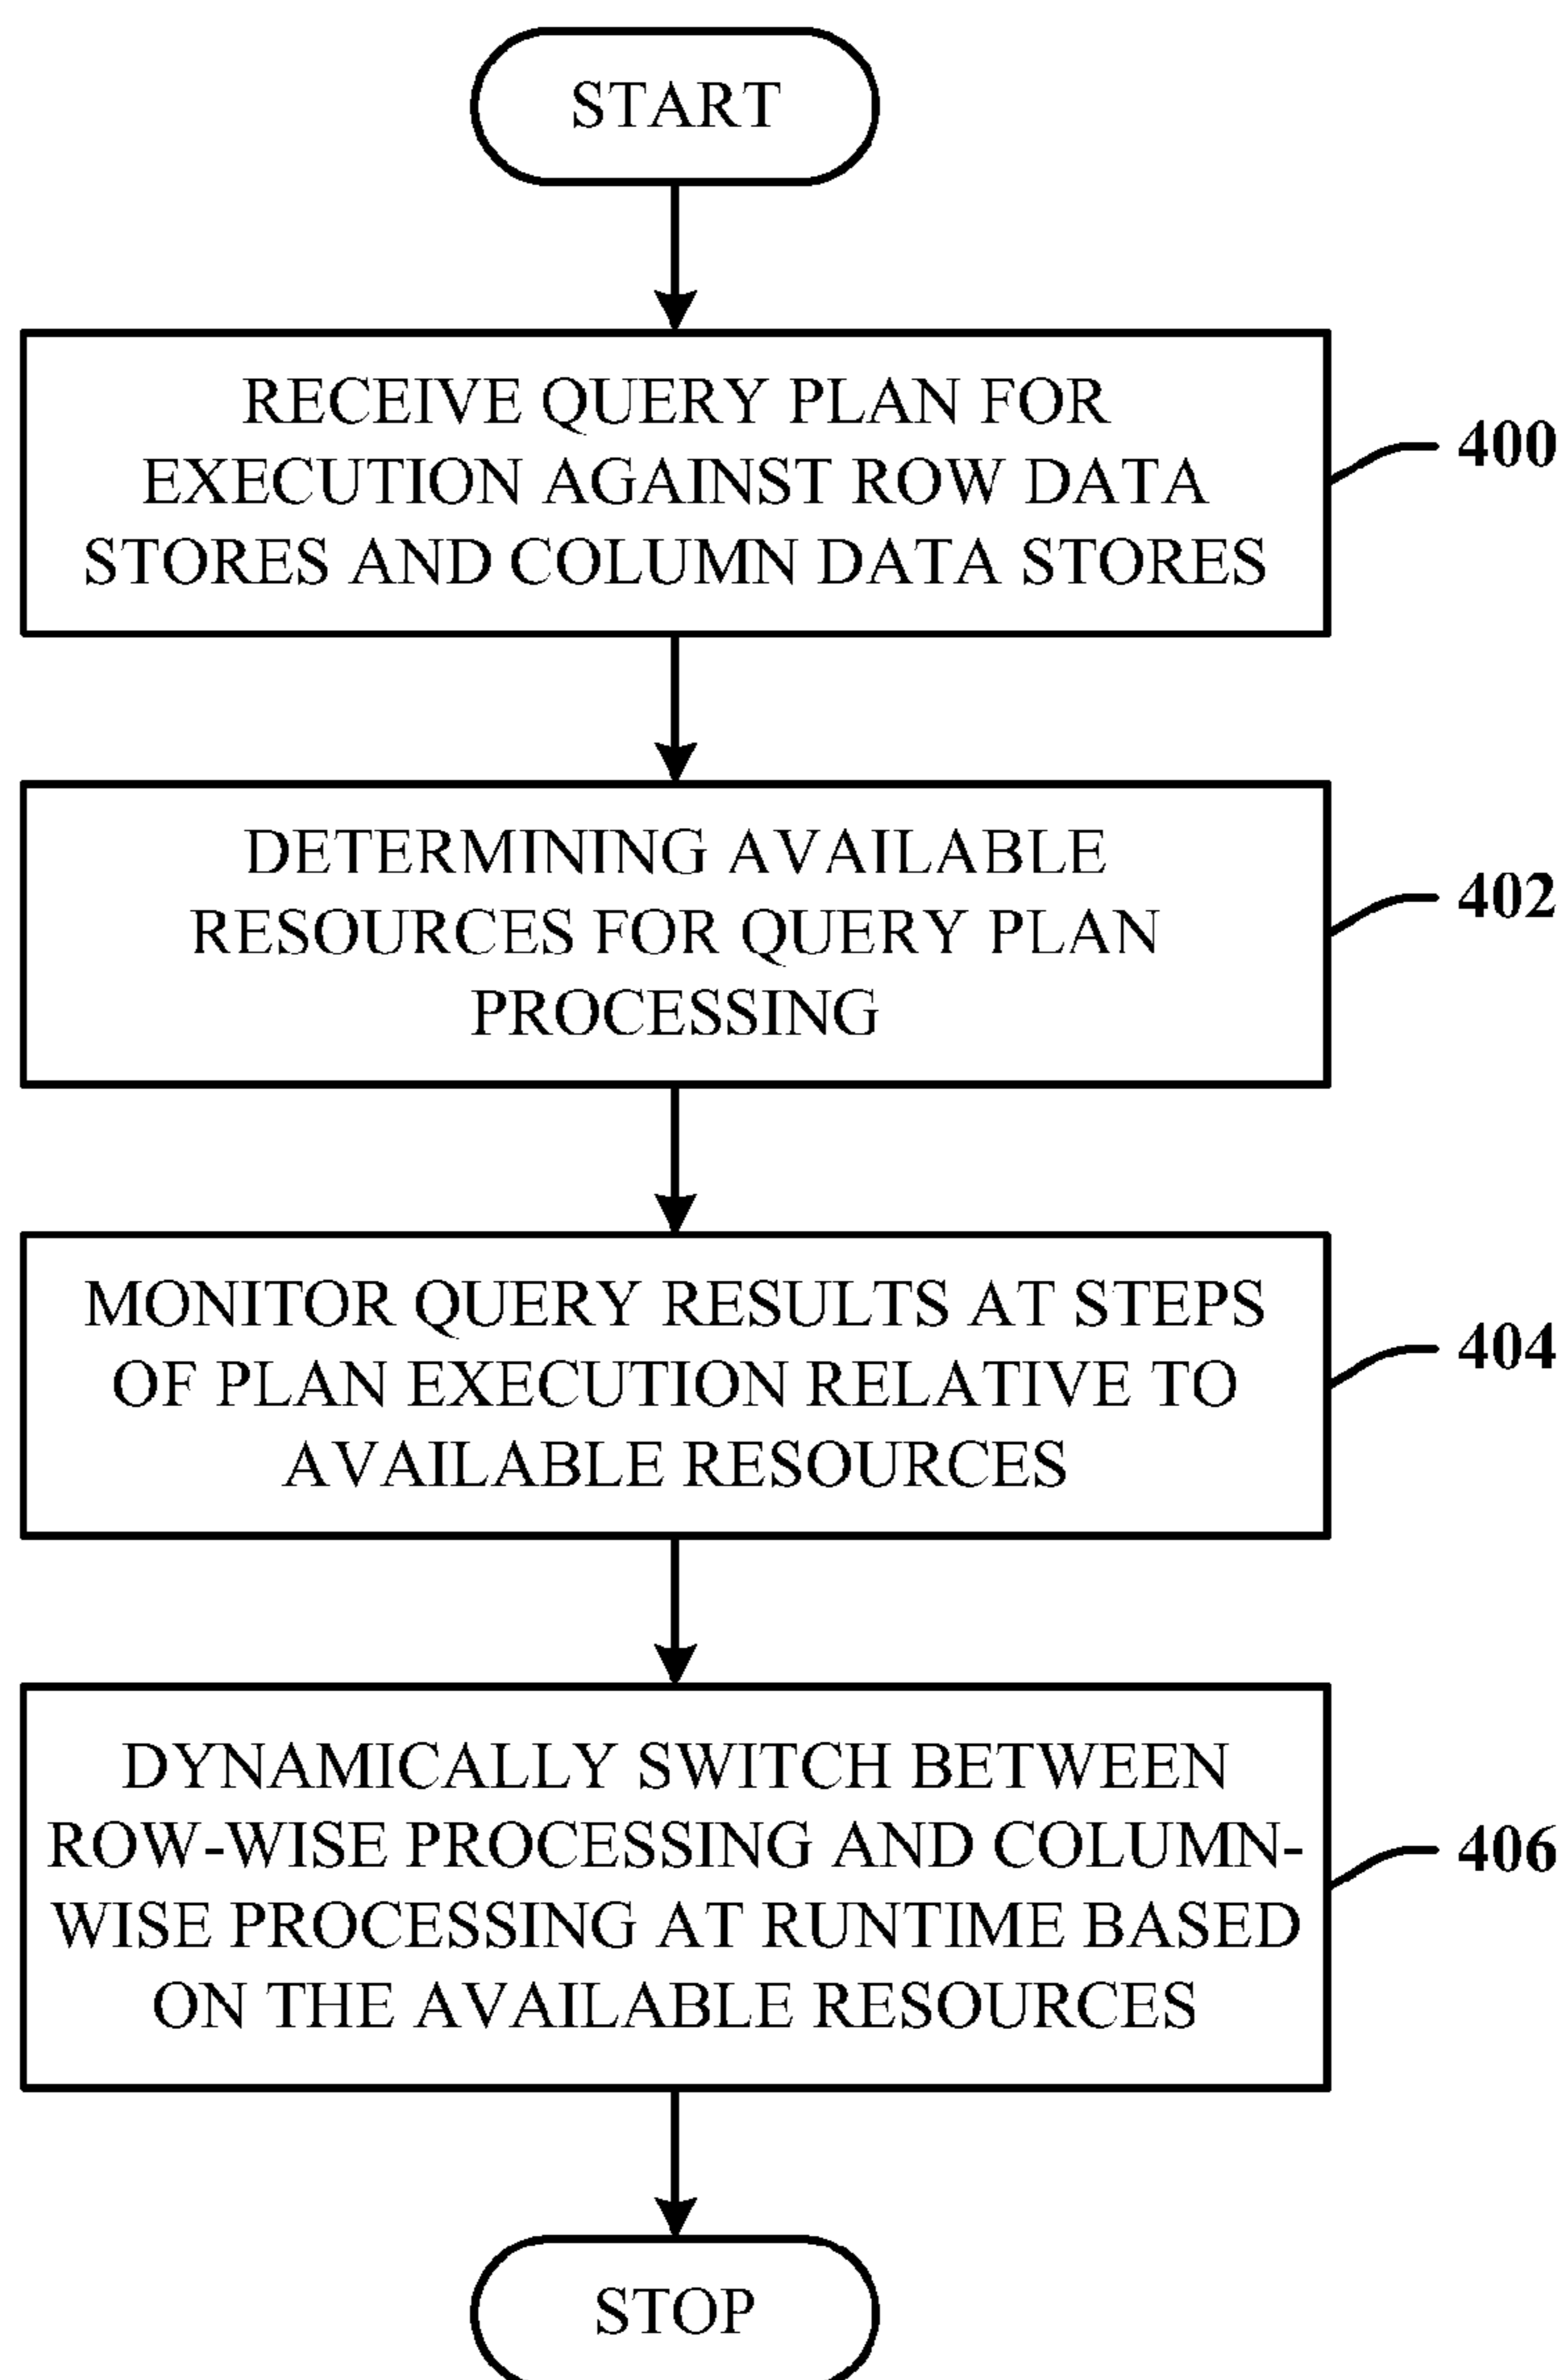 START
RECEIVE QUERY PLAN FOR
EXECUTION AGAINST ROW DATA
STORES AND COLUMN DATA STORES
400
DETERMINING AVAILABLE
RESOURCES FOR QUERY PLAN
PROCESSING
402
MONITOR QUERY RESULTS AT STEPS
OF PLAN EXECUTION RELATIVE TO
AVAILABLE RESOURCES
404
DYNAMICALLY SWITCH BETWEEN
ROW-WISE PROCESSING AND COLUMN-
WISE PROCESSING AT RUNTIME BASED
ON THE AVAILABLE RESOURCES
406
STOP